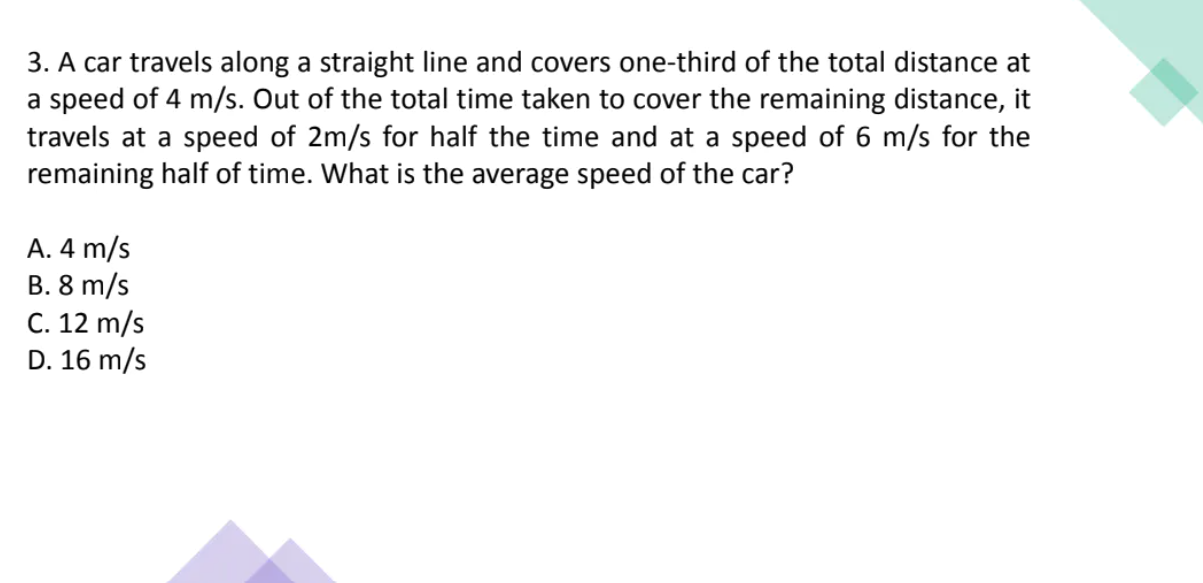 3. A car travels along a straight line and covers one-third of the total distance at
a speed of 4 m/s. Out of the total time taken to cover the remaining distance, it
travels at a speed of 2m/s for half the time and at a speed of 6 m/s for the
remaining half of time. What is the average speed of the car?
A. 4 m/s
B. 8 m/s
C. 12 m/s
D. 16 m/s